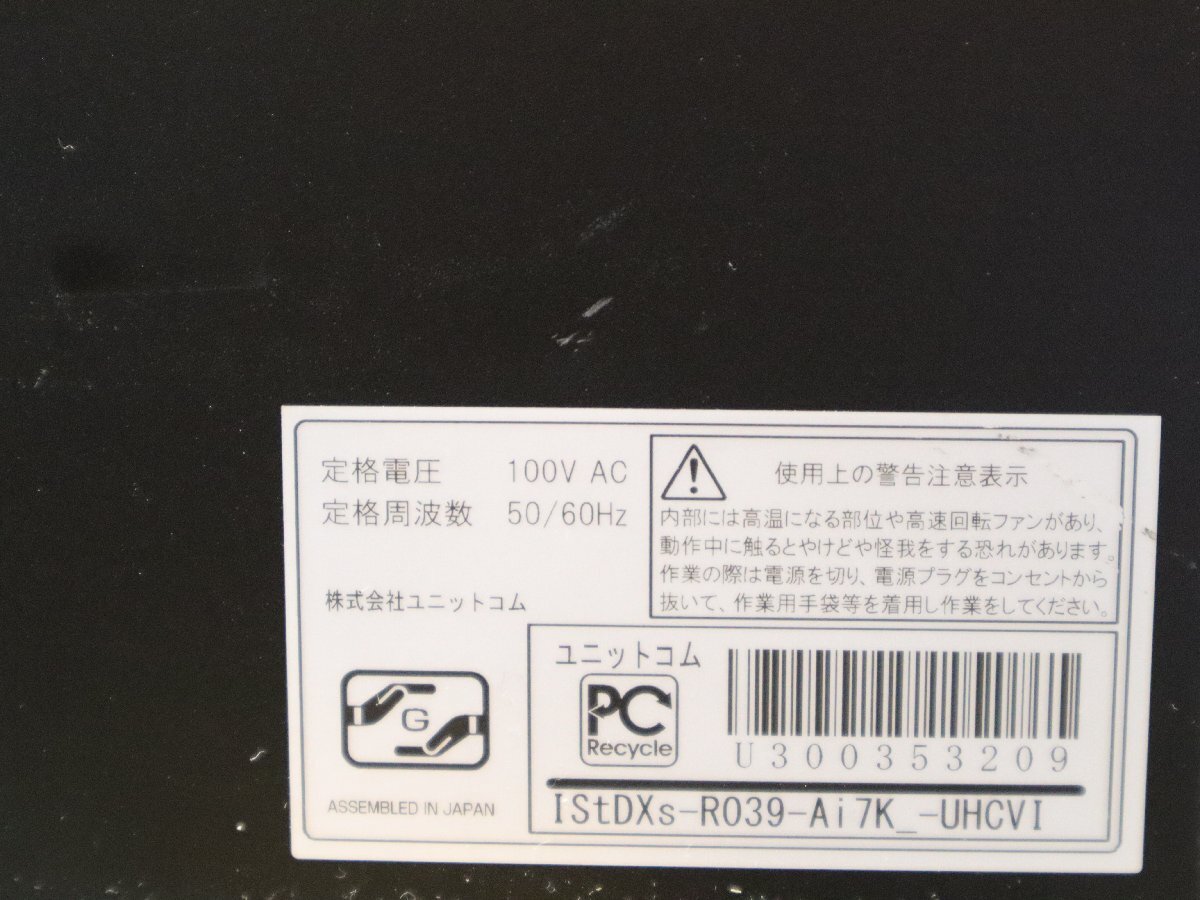 定格電圧 100V AC
定格周波数 50/60Hz
株式会社ユニットコム
使用上の警告注意表示
内部には高温になる部位や高速回転ファンがあり、
動作中に触るとやけどや怪我をする恐れがあります。
作業の際は電源を切り、電源プラグをコンセントから
抜いて、作業用手袋等を着用し作業をしてください。
G
ASSEMBLED IN JAPAN
ユニットコム
PC
Recycle
U300353209
IStDXs-R039-Ai7K_-UHCVI